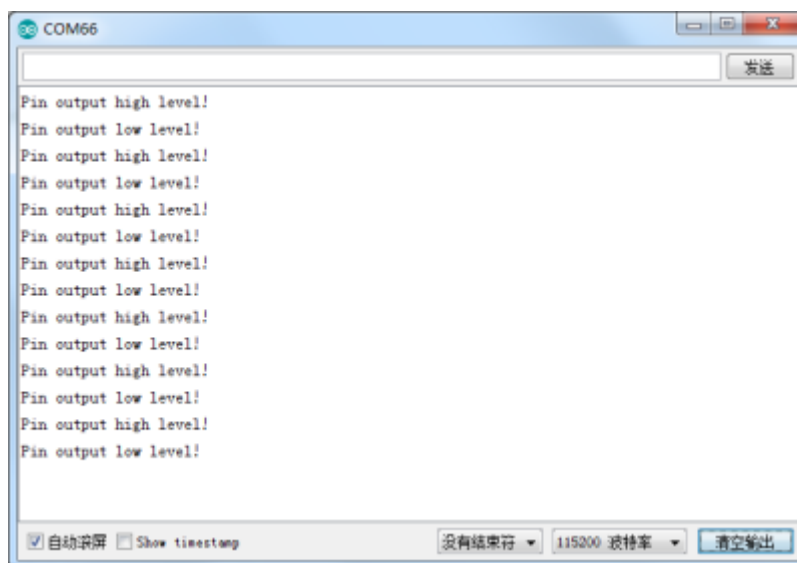 COM66
发送
Pin output high level!
Pin output low level!
Pin output high level!
Pin output low level!
Pin output high level!
Pin output low level!
Pin output high level!
Pin output low level!
Pin output high level!
Pin output low level!
Pin output high level!
Pin output low level!
Pin output high level!
Pin output low level!
自动滚屏 Show timestamp 没有结束符 115200 波特率 清空输出